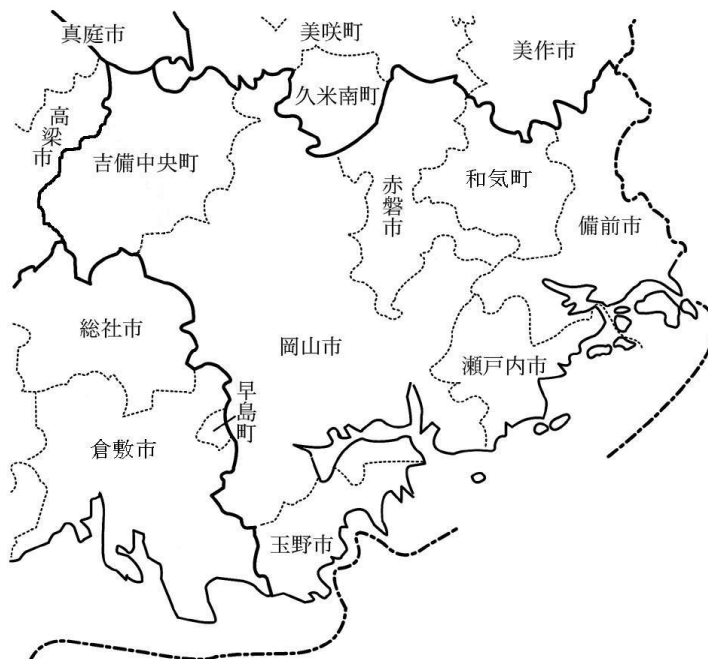 真庭市
美咲町
美作市
久米南町
高梁市
吉備中央町
和気町
赤磐市
備前市
総社市
岡山市
瀬戸内市
早島町
倉敷市
玉野市